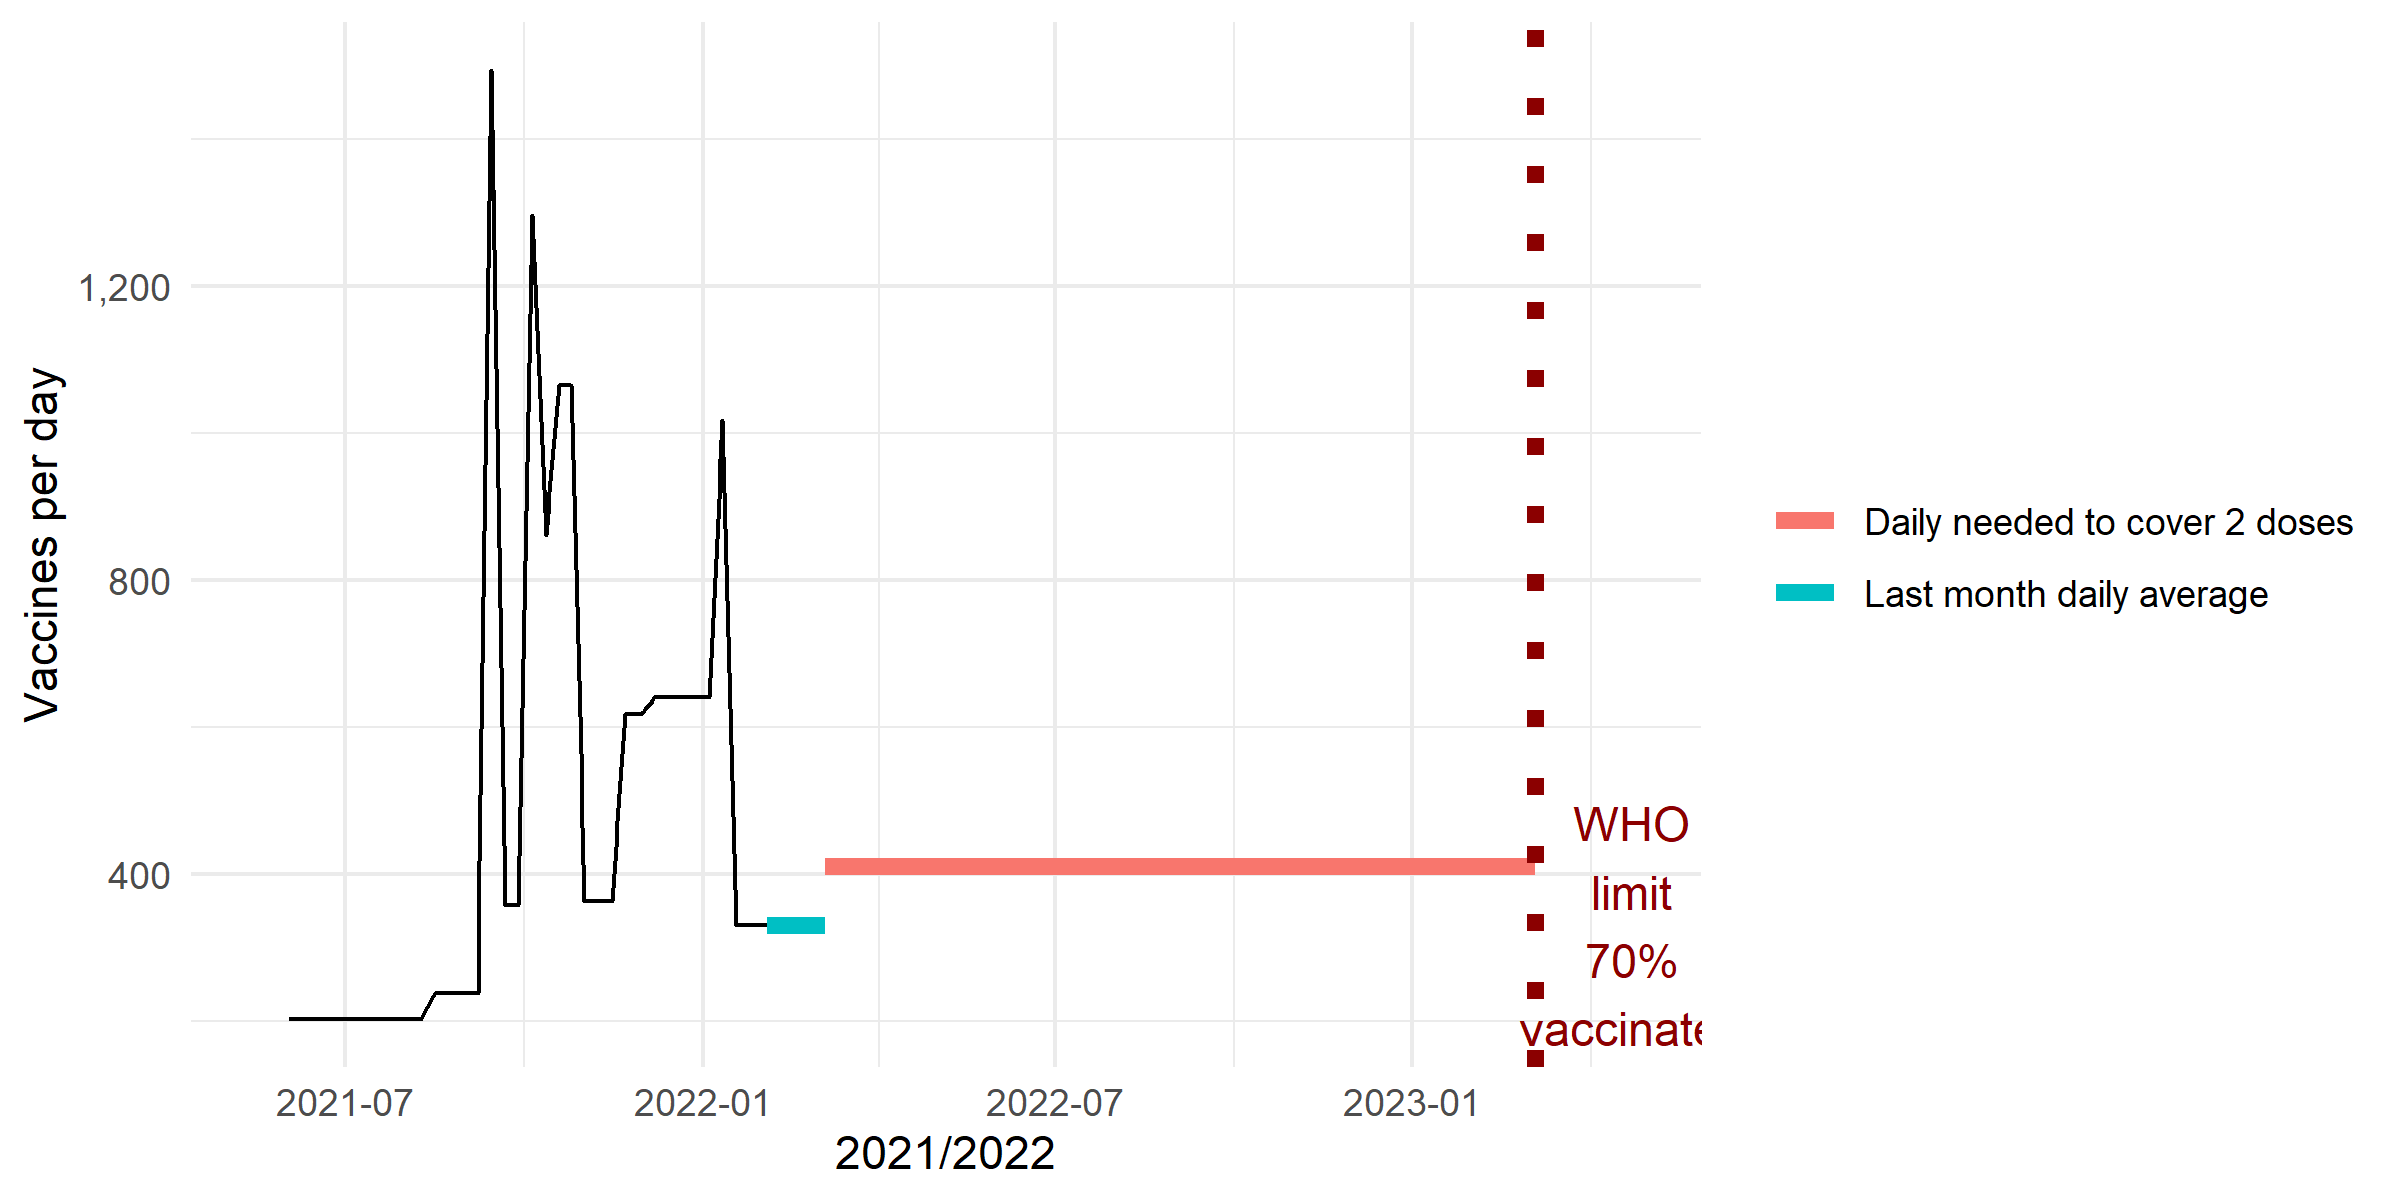 Vaccines per day
1,200
800
400
2021-07
2022-01
2022-07
2023-01
2021/2022
WHO
limit
70%
vaccinate
Daily needed to cover 2 doses
Last month daily average